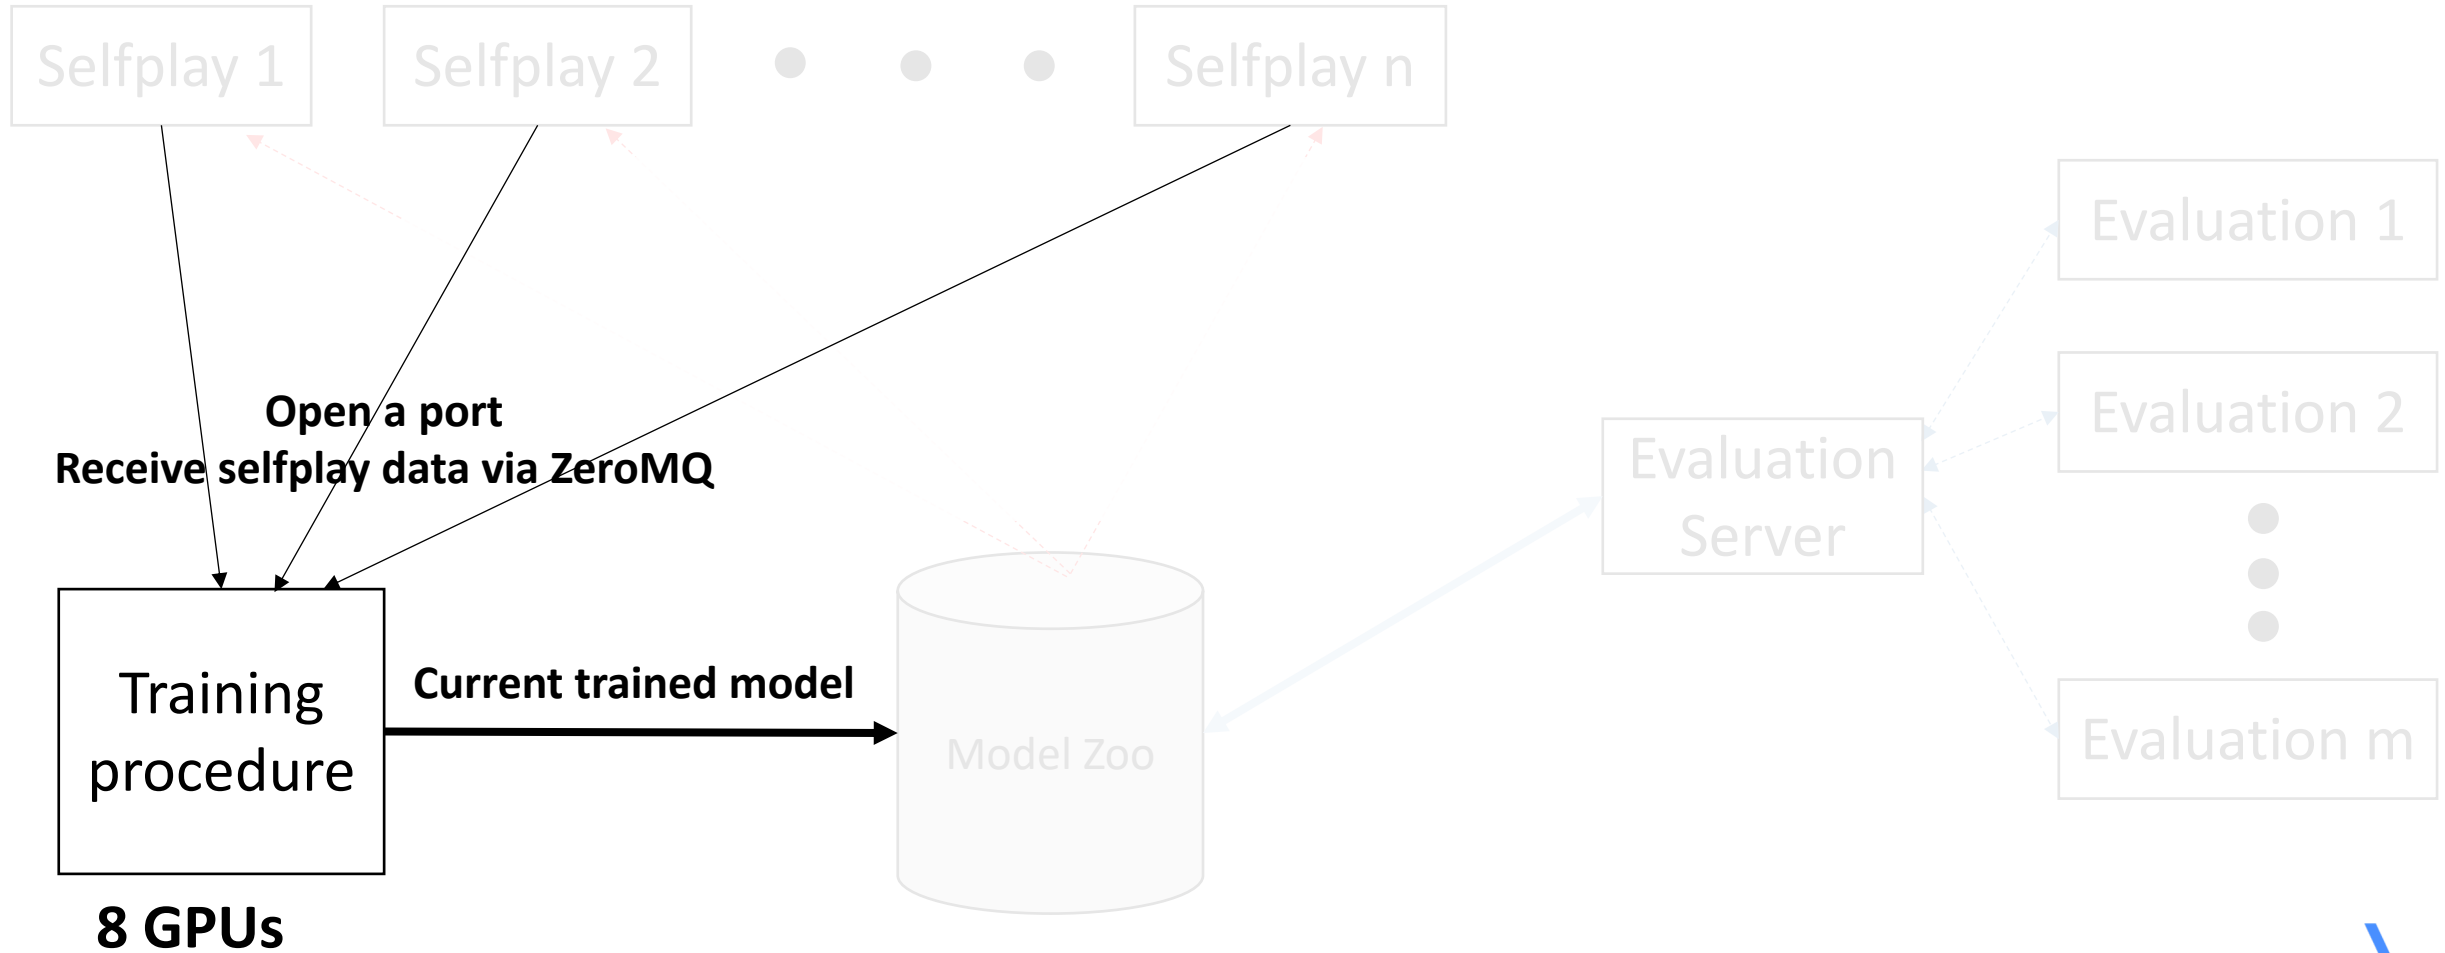 Selfplay 1
Selfplay 2
Selfplay n
Evaluation 1
Evaluation 2
Open a port
Receive selfplay data via ZeroMQ
Evaluation
Server
Training
procedure
Current trained model
Model Zoo
Evaluation m
8 GPUs